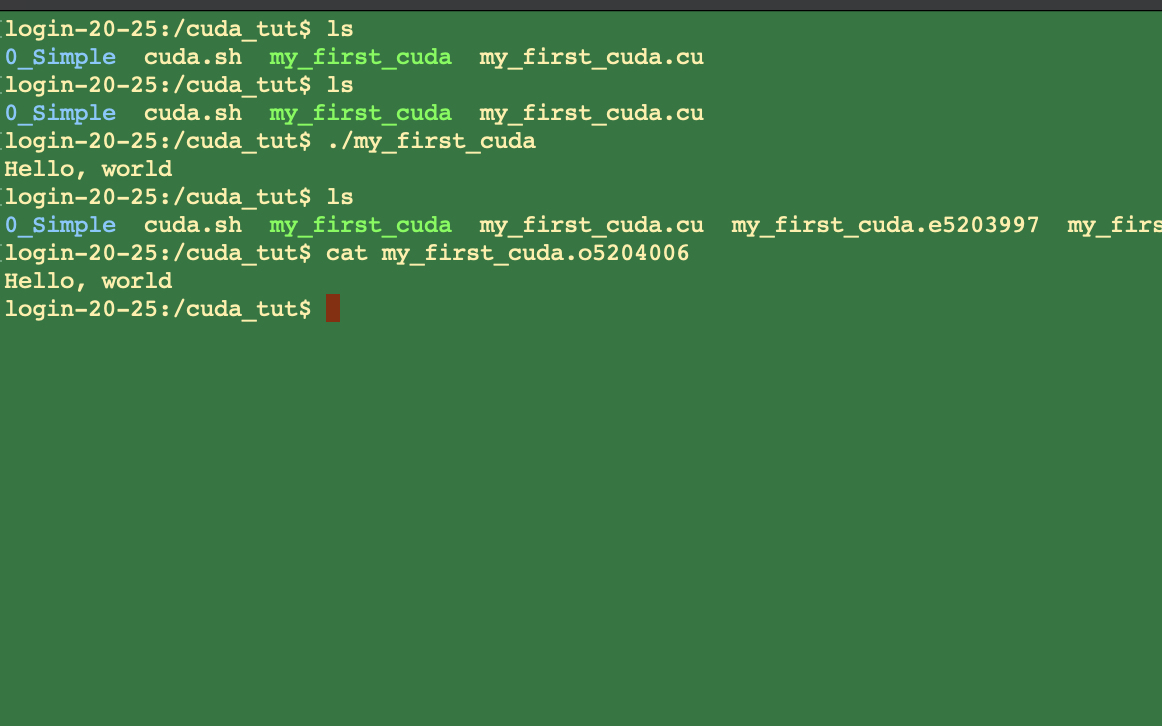 login-20-25:/cuda_tut$ ls
0_Simple  cuda.sh  my_first_cuda  my_first_cuda.cu
login-20-25:/cuda_tut$ ls
0_Simple  cuda.sh  my_first_cuda  my_first_cuda.cu
login-20-25:/cuda_tut$ ./my_first_cuda
Hello, world
login-20-25:/cuda_tut$ ls
0_Simple  cuda.sh  my_first_cuda  my_first_cuda.cu  my_first_cuda.e5203997  my_firs
login-20-25:/cuda_tut$ cat my_first_cuda.o5204006
Hello, world
login-20-25:/cuda_tut$